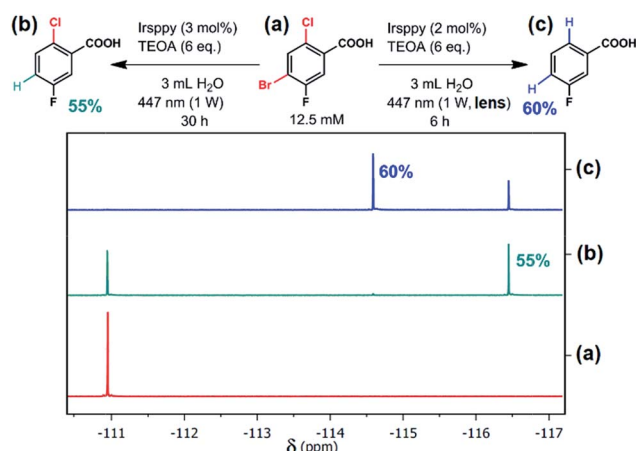 (b) Cl COOH H F 55%
Irsppy (3 mol%)
TEOA (6 eq.)
3 mL H₂O
447 nm (1 W)
30 h
(a) Cl COOH Br F
12.5 mM
Irsppy (2 mol%)
TEOA (6 eq.)
3 mL H₂O
447 nm (1 W, lens)
6 h
(c) H COOH H F
60%
60% (c)
55% (b)
(a)
-111 -112 -113 -114 -115 -116 -117
δ (ppm)